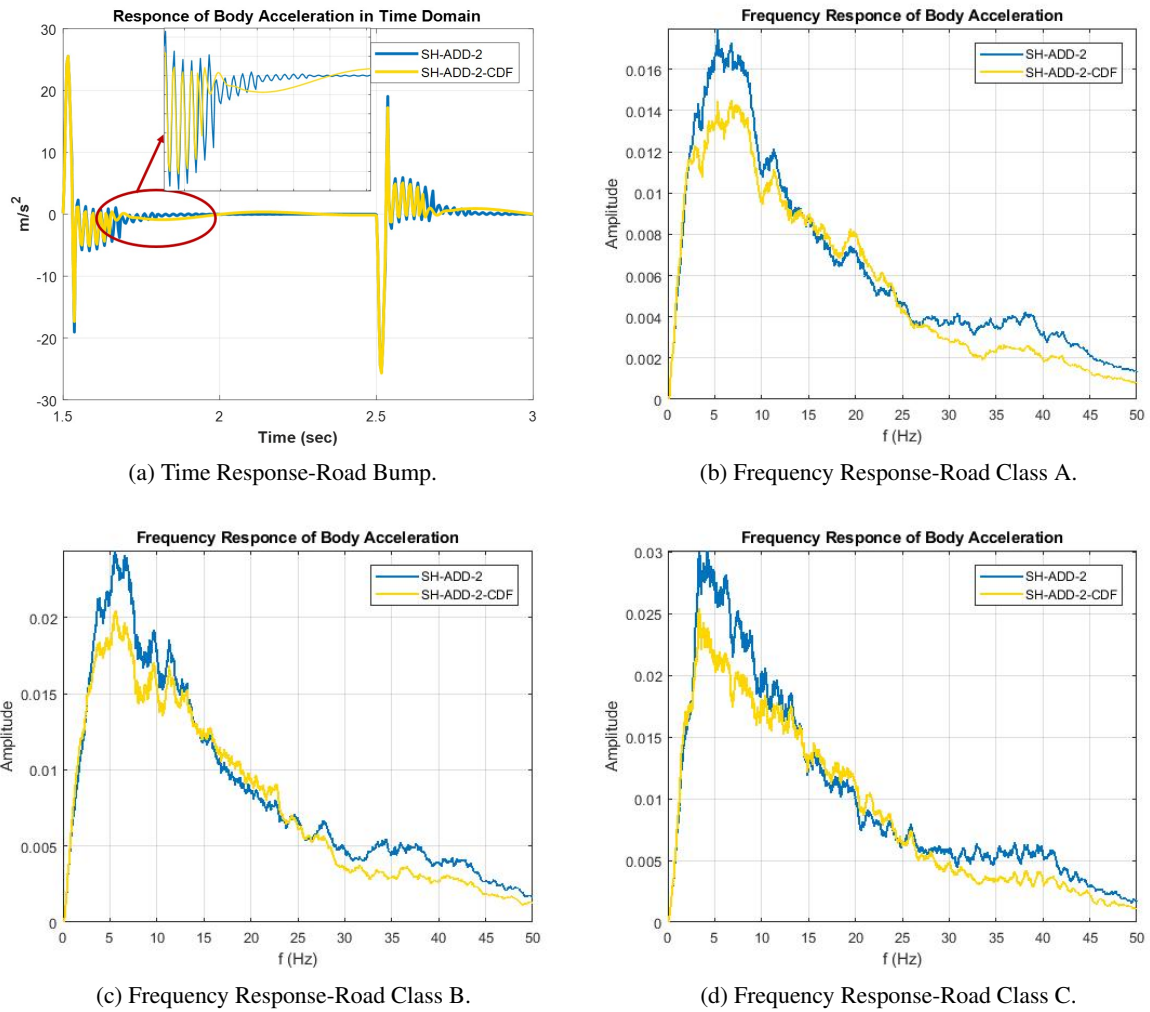 Responce of Body Acceleration in Time Domain
30
20
10
0
-10
-20
-30
m/s²
1.5
2
2.5
3
Time (sec)
SH-ADD-2
SH-ADD-2-CDF
(a) Time Response-Road Bump.
Frequency Responce of Body Acceleration
0.016
0.014
0.012
0.01
0.008
0.006
0.004
0.002
0
Amplitude
0
5
10
15
20
25
30
35
40
45
50
f (Hz)
SH-ADD-2
SH-ADD-2-CDF
(b) Frequency Response-Road Class A.
Frequency Responce of Body Acceleration
0.02
0.015
0.01
0.005
0
Amplitude
0
5
10
15
20
25
30
35
40
45
50
f (Hz)
SH-ADD-2
SH-ADD-2-CDF
(c) Frequency Response-Road Class B.
Frequency Responce of Body Acceleration
0.03
0.025
0.02
0.015
0.01
0.005
0
Amplitude
0
5
10
15
20
25
30
35
40
45
50
f (Hz)
SH-ADD-2
SH-ADD-2-CDF
(d) Frequency Response-Road Class C.